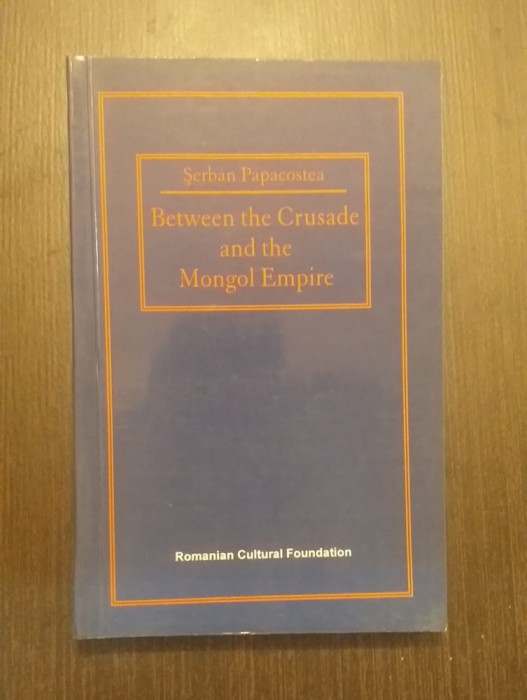 Şerban Papacostea
Between the Crusade
and the
Mongol Empire
Romanian Cultural Foundation